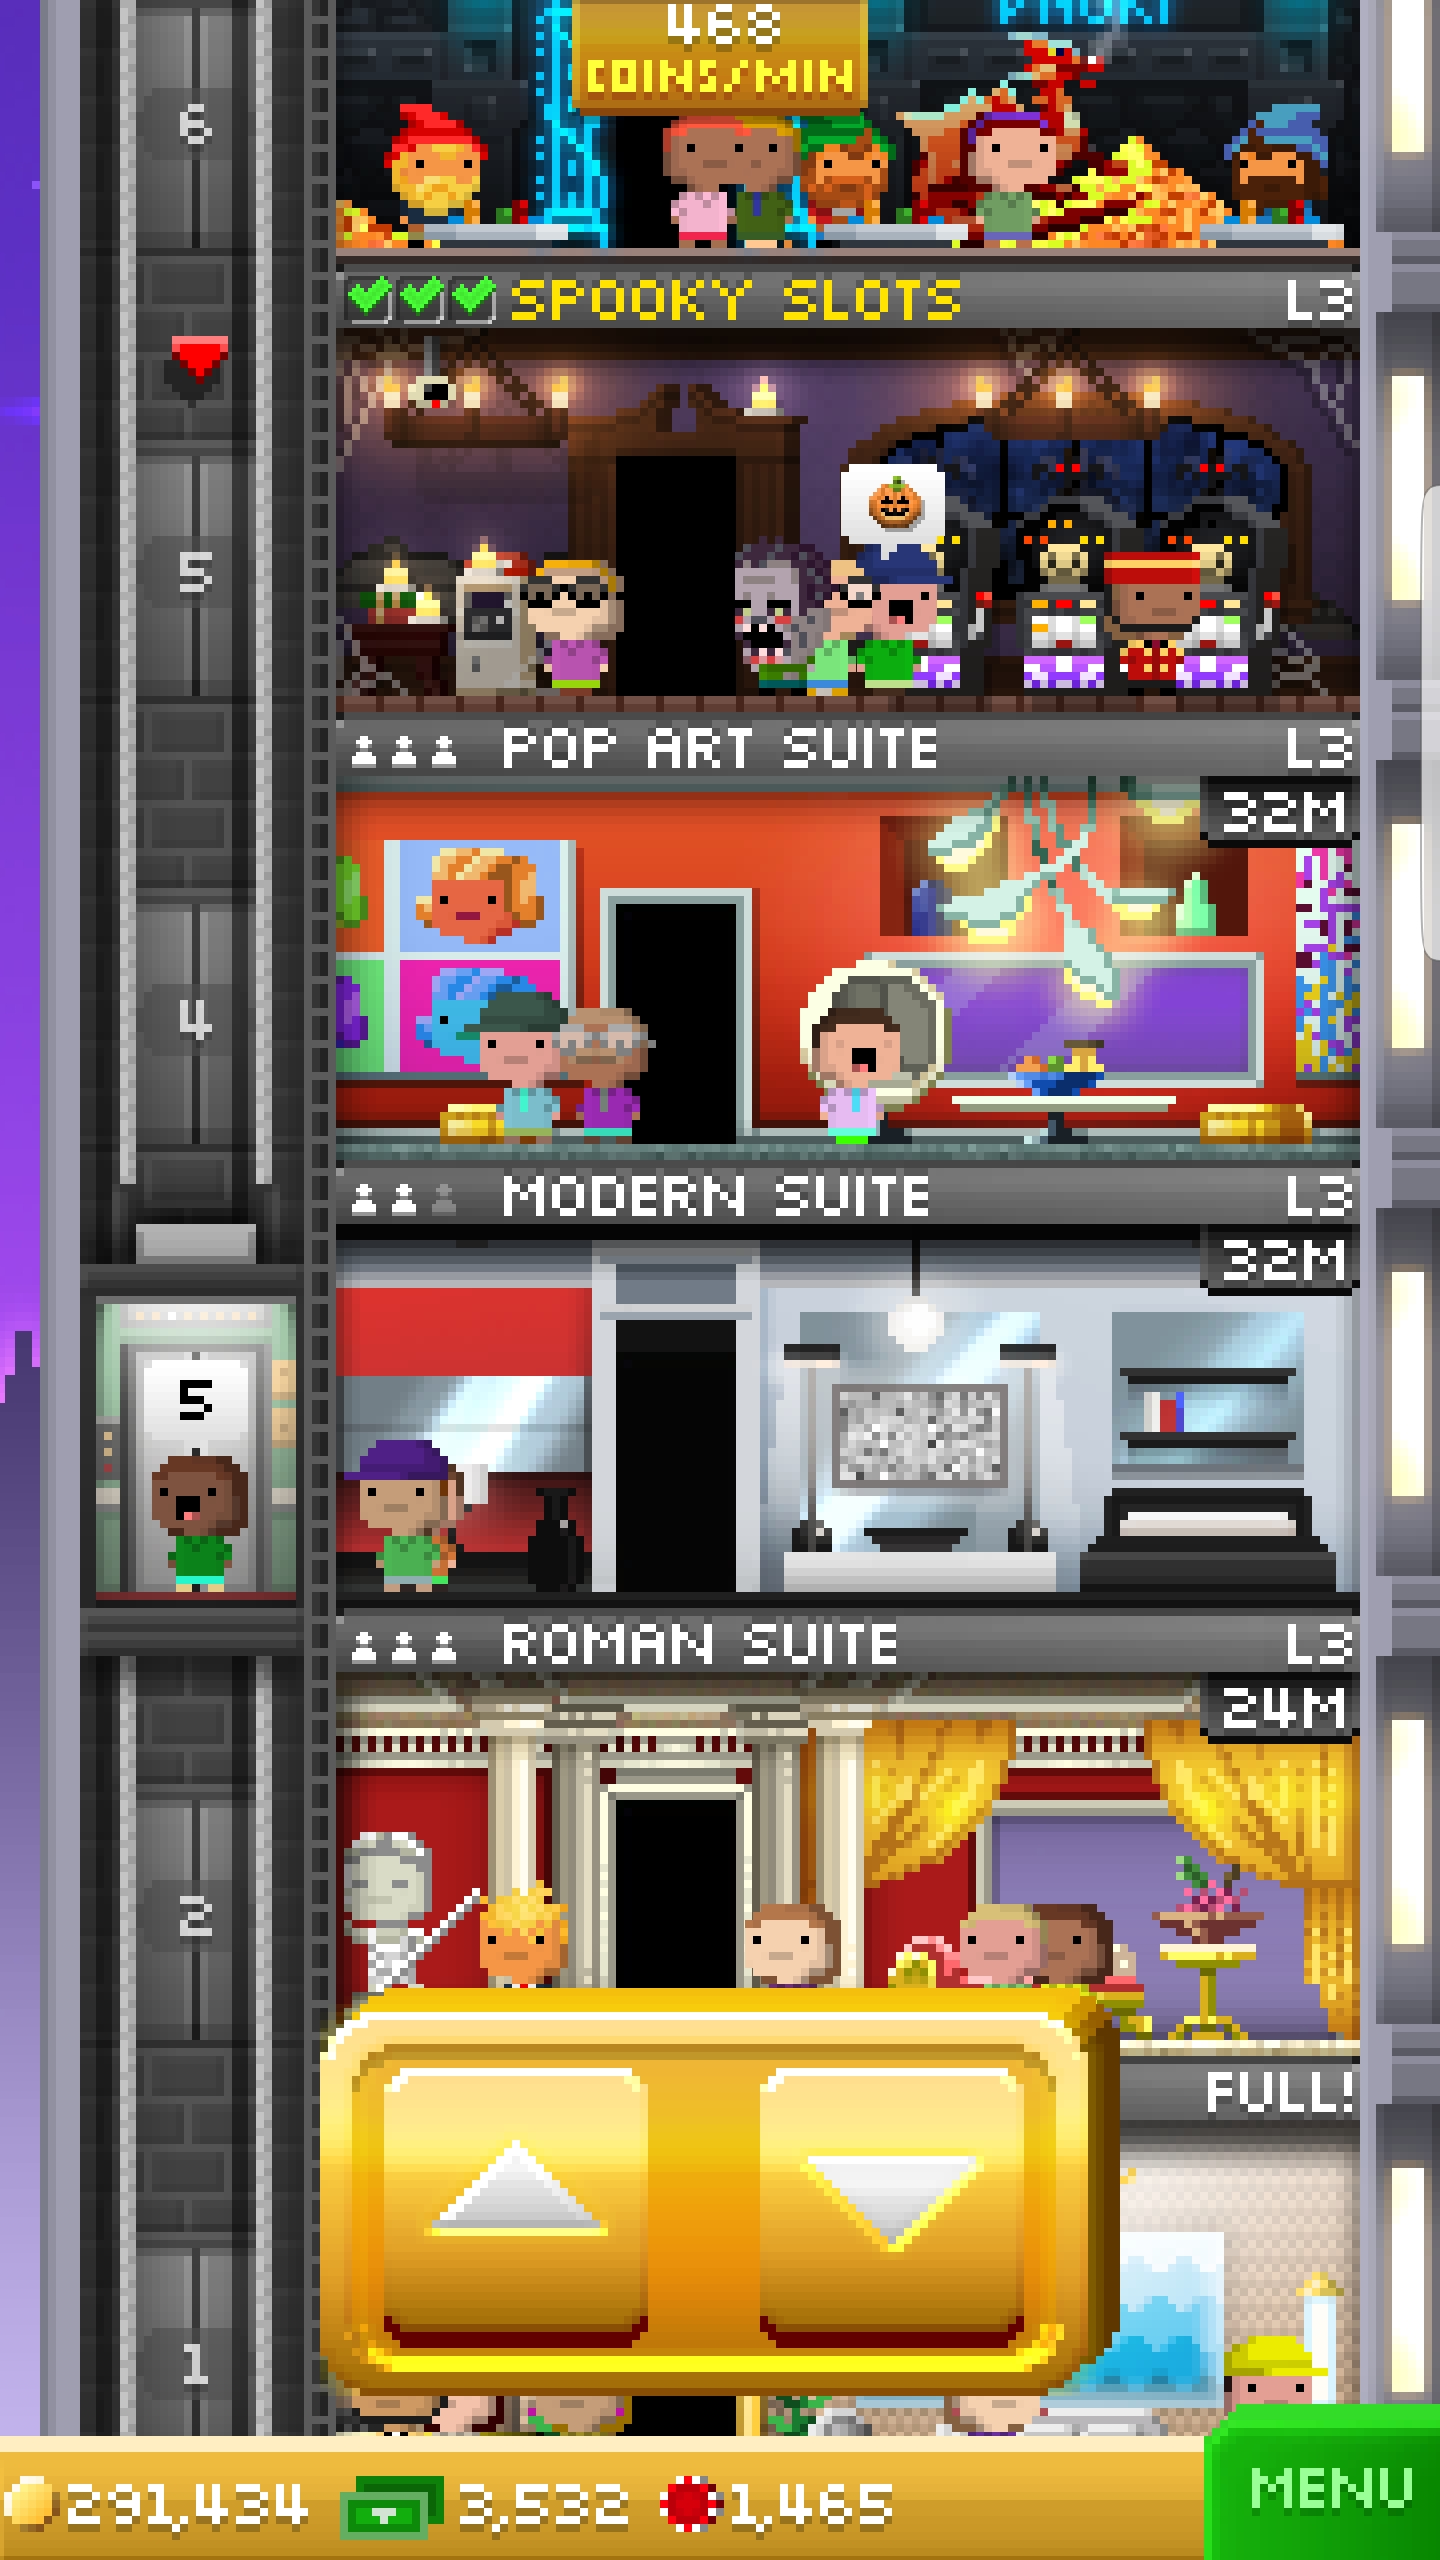 468
COINS/MIN
6
SPOOKY SLOTS L3
5
POP ART SUITE L3
32M
4
MODERN SUITE L3
32M
5
ROMAN SUITE L3
24M
2
FULL!
1
291,434 3,532 1,465 MENU